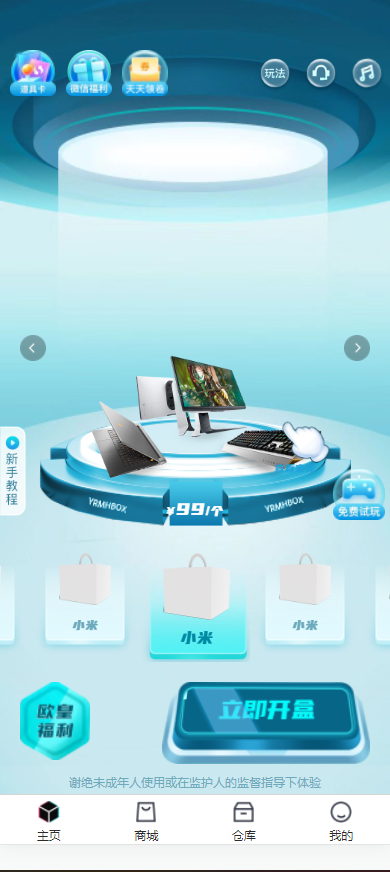 道具卡
微信福利
券
天天领卷
玩法
新手教程
YRMHBOX
¥99/个
YRMHBOX
免费试玩
小米
小米
小米
欧皇
福利
立即开盒
谢绝未成年人使用或在监护人的监督指导下体验
主页
商城
仓库
我的